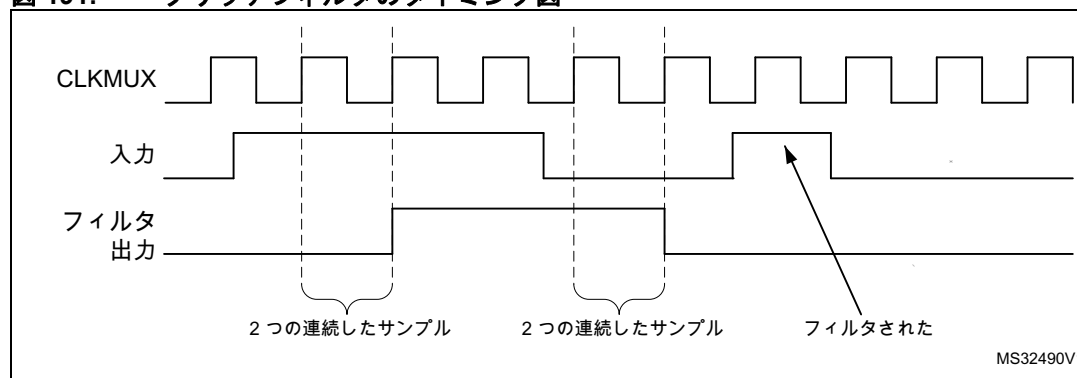 CLKMUX
入力
フィルタ
出力
2 つの連続したサンプル
2 つの連続したサンプル
フィルタされた
MS32490V